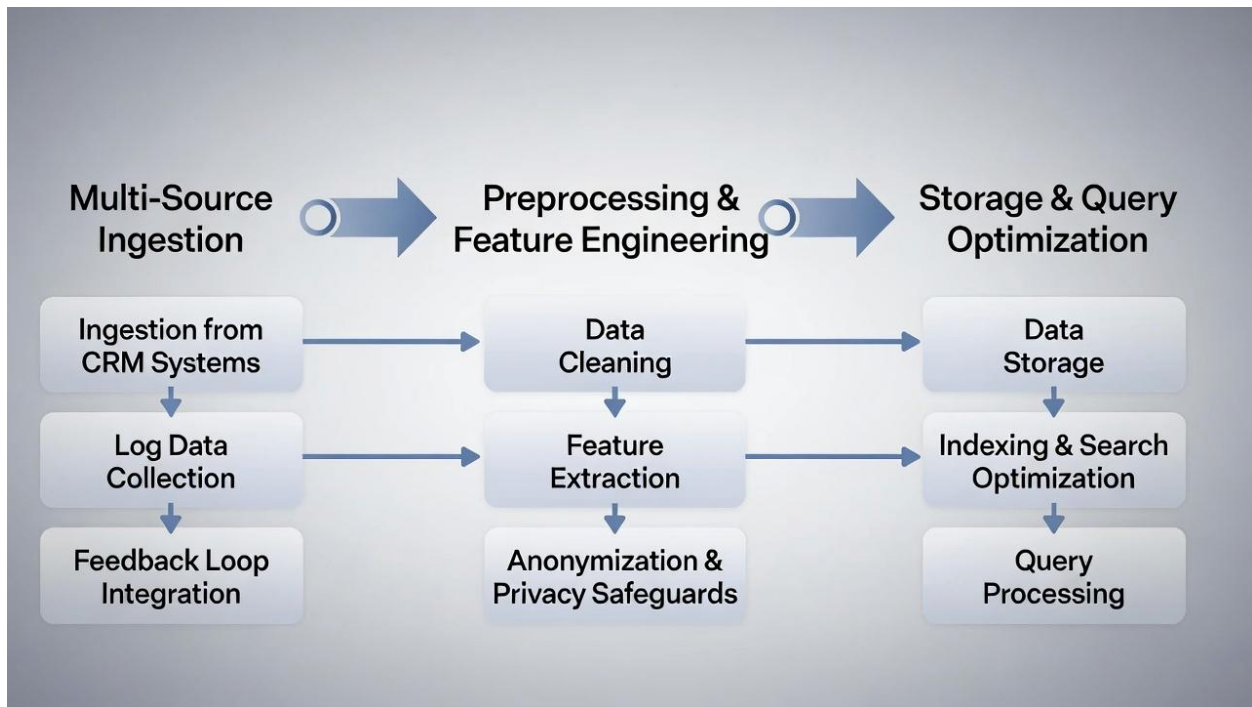 Multi-Source
Ingestion
Preprocessing &
Feature Engineering
Storage & Query
Optimization
Ingestion from
CRM Systems
Data
Cleaning
Data
Storage
Log Data
Collection
Feature
Extraction
Indexing & Search
Optimization
Feedback Loop
Integration
Anonymization &
Privacy Safeguards
Query
Processing